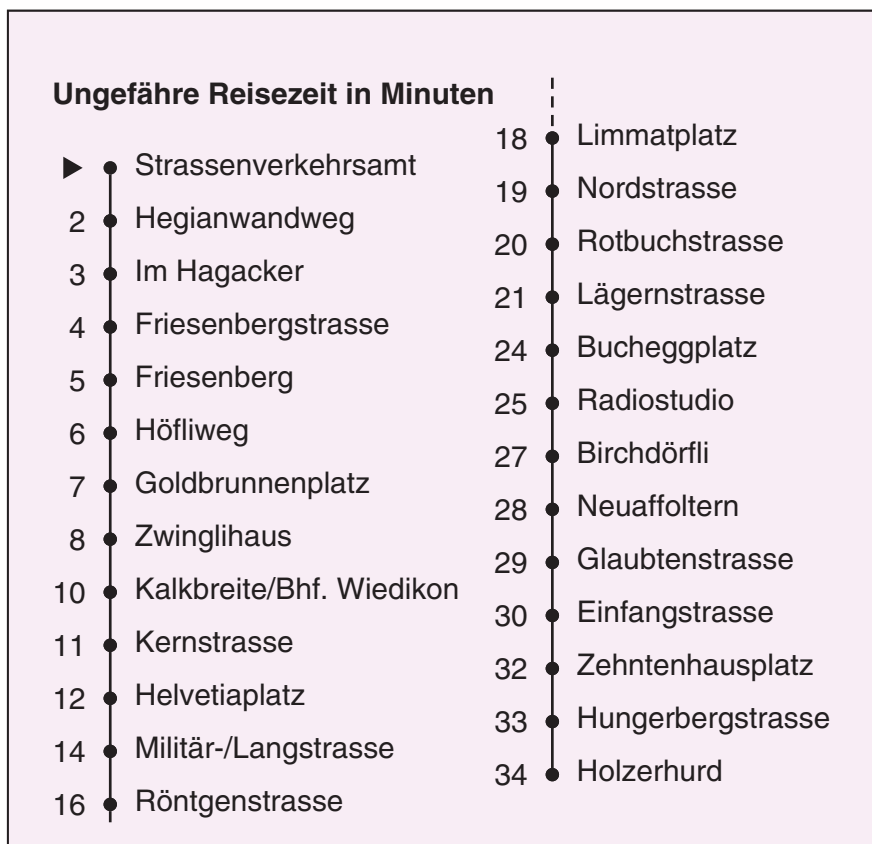 Ungefähre Reisezeit in Minuten
Strassenverkehrsamt
2 Hegianwandweg
3 Im Hagacker
4 Friesenbergstrasse
5 Friesenberg
6 Höfliweg
7 Goldbrunnenplatz
8 Zwinglihaus
10 Kalkbreite/Bhf. Wiedikon
11 Kernstrasse
12 Helvetiaplatz
14 Militär-/Langstrasse
16 Röntgenstrasse
18 Limmatplatz
19 Nordstrasse
20 Rotbuchstrasse
21 Lägernstrasse
24 Bucheggplatz
25 Radiostudio
27 Birchdörfli
28 Neuaffoltern
29 Glaubtenstrasse
30 Einfangstrasse
32 Zehntenhausplatz
33 Hungerbergstrasse
34 Holzerhurd